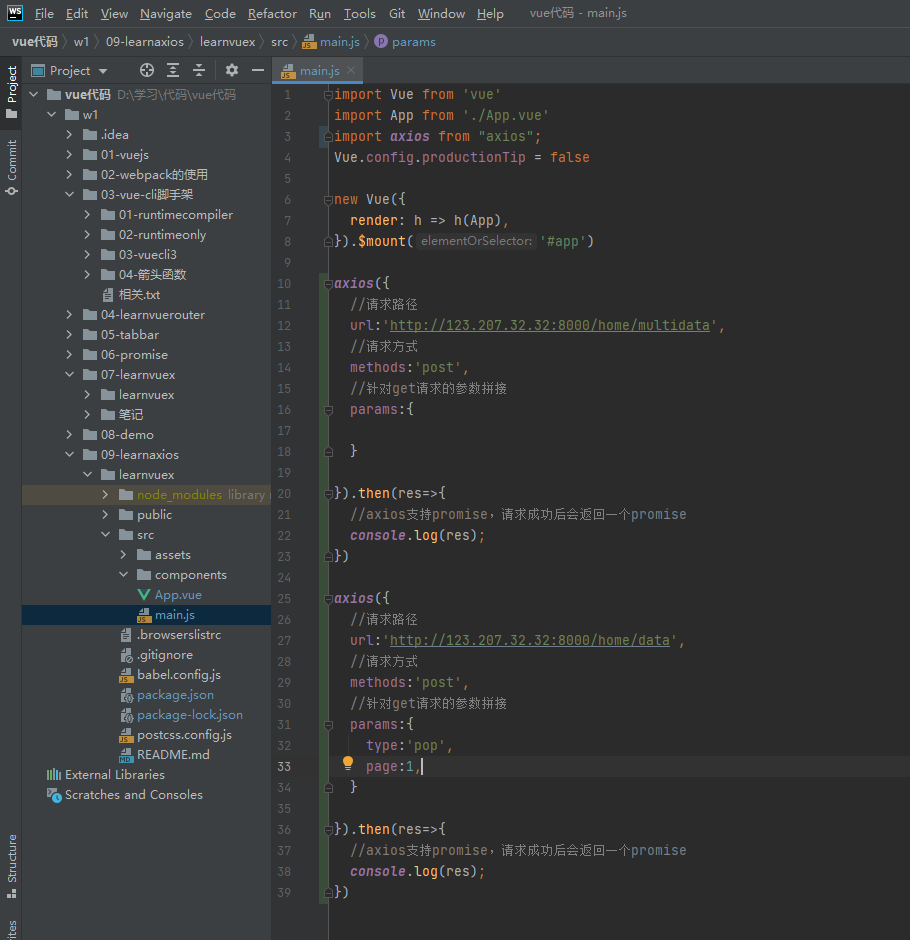 WS File Edit View Navigate Code Refactor Run Tools Git Window Help vue代码 - main.js
vue代码 w1 09-learnaxios learnvuex src main.js params
Project
Commit
Structure
Project
vue代码 D:\学习\代码\vue代码
w1
.idea
01-vuejs
02-webpack的使用
03-vue-cli脚手架
01-runtimecompiler
02-runtimeonly
03-vuecli3
04-箭头函数
相关.txt
04-learnvuerouter
05-tabbar
06-promise
07-learnvuex
learnvuex
笔记
08-demo
09-learnaxios
learnvuex
node_modules library
public
src
assets
components
App.vue
main.js
.browserslistrc
.gitignore
babel.config.js
package.json
package-lock.json
postcss.config.js
README.md
External Libraries
Scratches and Consoles
main.js
1 import Vue from 'vue'
2 import App from './App.vue'
3 import axios from "axios";
4 Vue.config.productionTip = false
5
6 new Vue({
7 render: h => h(App),
8 }).$mount( elementOrSelector: '#app')
9
10 axios({
11 //请求路径
12 url:'http://123.207.32.32:8000/home/multidata',
13 //请求方式
14 methods:'post',
15 //针对get请求的参数拼接
16 params:{
17
18 }
19
20 }).then(res=>{
21 //axios支持promise，请求成功后会返回一个promise
22 console.log(res);
23 })
24
25 axios({
26 //请求路径
27 url:'http://123.207.32.32:8000/home/data',
28 //请求方式
29 methods:'post',
30 //针对get请求的参数拼接
31 params:{
32 type:'pop',
33 page:1,
34 }
35
36 }).then(res=>{
37 //axios支持promise，请求成功后会返回一个promise
38 console.log(res);
39 })